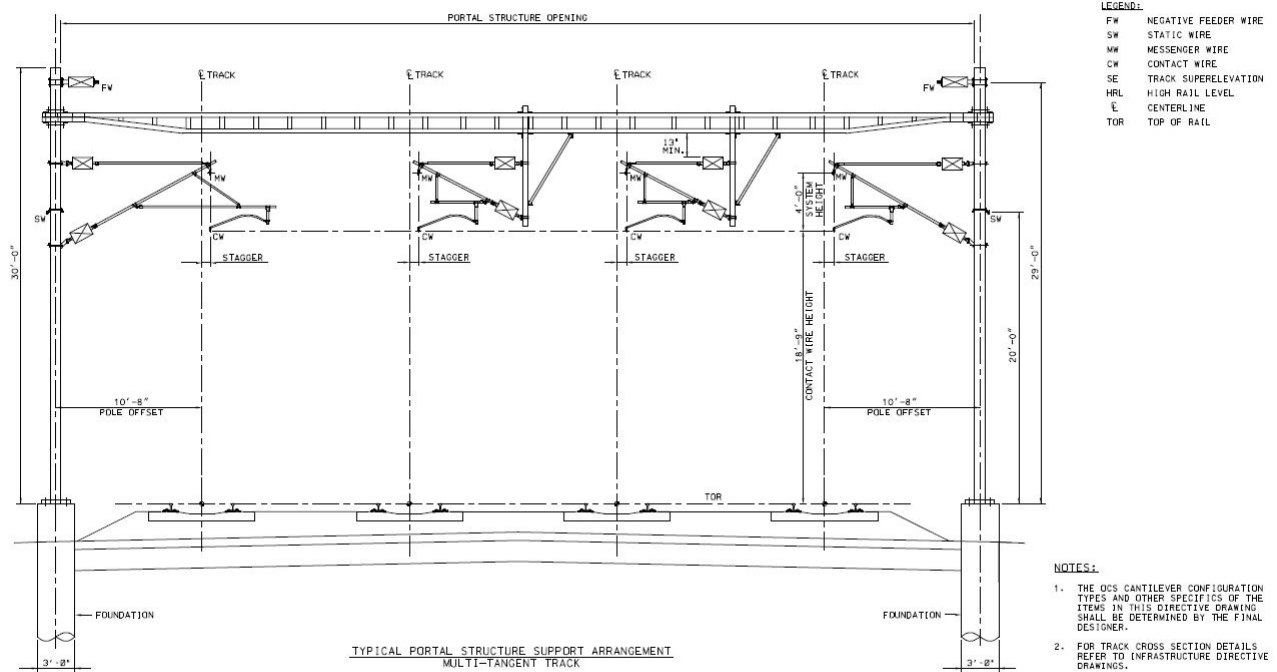 PORTAL STRUCTURE OPENING
LEGEND:
FW NEGATIVE FEEDER WIRE
SW STATIC WIRE
MW MESSENGER WIRE
CW CONTACT WIRE
SE TRACK SUPERELEVATION
HRL HIGH RAIL LEVEL
℄ CENTERLINE
TOR TOP OF RAIL
℄ TRACK
℄ TRACK
℄ TRACK
℄ TRACK
FW
FW
13"
MIN.
MW
MW
MW
MW
4'-0"
SYSTEM
HEIGHT
SW
SW
CW
CW
CW
CW
STAGGER
STAGGER
STAGGER
STAGGER
30'-0"
29'-0"
20'-0"
18'-9"
CONTACT WIRE HEIGHT
10'-8"
POLE OFFSET
10'-8"
POLE OFFSET
TOR
FOUNDATION
FOUNDATION
3'-0"
3'-0"
TYPICAL PORTAL STRUCTURE SUPPORT ARRANGEMENT
MULTI-TANGENT TRACK
NOTES:
1. THE OCS CANTILEVER CONFIGURATION
TYPES AND OTHER SPECIFICS OF THE
ITEMS IN THIS DIRECTIVE DRAWING
SHALL BE DETERMINED BY THE FINAL
DESIGNER.
2. FOR TRACK CROSS SECTION DETAILS
REFER TO INFRASTRUCTURE DIRECTIVE
DRAWINGS.